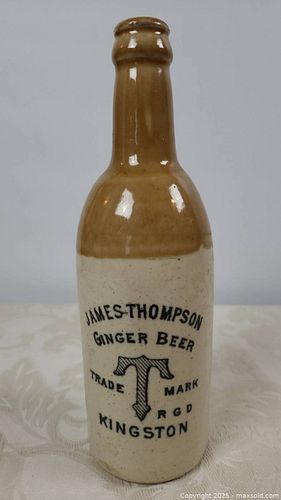 JAMES THOMPSON
GINGER BEER
TRADE T MARK
RGD
KINGSTON
Copyright 2025 - maxsold.com